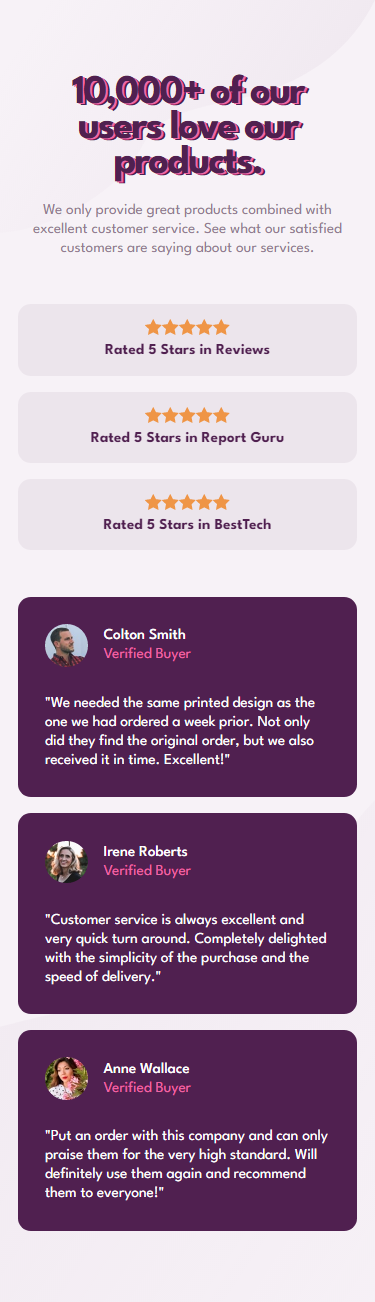 10,000+ of our
users love our
products.
We only provide great products combined with
excellent customer service. See what our satisfied
customers are saying about our services.
Rated 5 Stars in Reviews
Rated 5 Stars in Report Guru
Rated 5 Stars in BestTech
Colton Smith
Verified Buyer
"We needed the same printed design as the
one we had ordered a week prior. Not only
did they find the original order, but we also
received it in time. Excellent!"
Irene Roberts
Verified Buyer
"Customer service is always excellent and
very quick turn around. Completely delighted
with the simplicity of the purchase and the
speed of delivery."
Anne Wallace
Verified Buyer
"Put an order with this company and can only
praise them for the very high standard. Will
definitely use them again and recommend
them to everyone!"